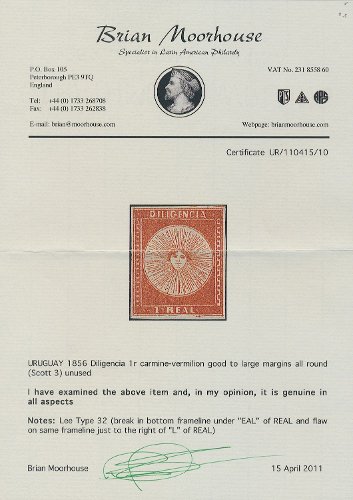 Brian Moorhouse
Specialist in Latin American Philately
P.O. Box 105
Peterborough PE3 9TQ
England
VAT No. 231 8558 60
Tel: +44 (0) 1733 268708
Fax: +44 (0) 1733 262838
E-mail: brian@moorhouse.com
Webpage: brianmoorhouse.com
Certificate UR/110415/10
DILIGENCIA
1 REAL
URUGUAY 1856 Diligencia 1r carmine-vermilion good to large margins all round
(Scott 3) unused
I have examined the above item and, in my opinion, it is genuine in
all aspects
Notes: Lee Type 32 (break in bottom frameline under "EAL" of REAL and flaw
on same frameline just to the right of "L" of REAL)
Brian Moorhouse
15 April 2011